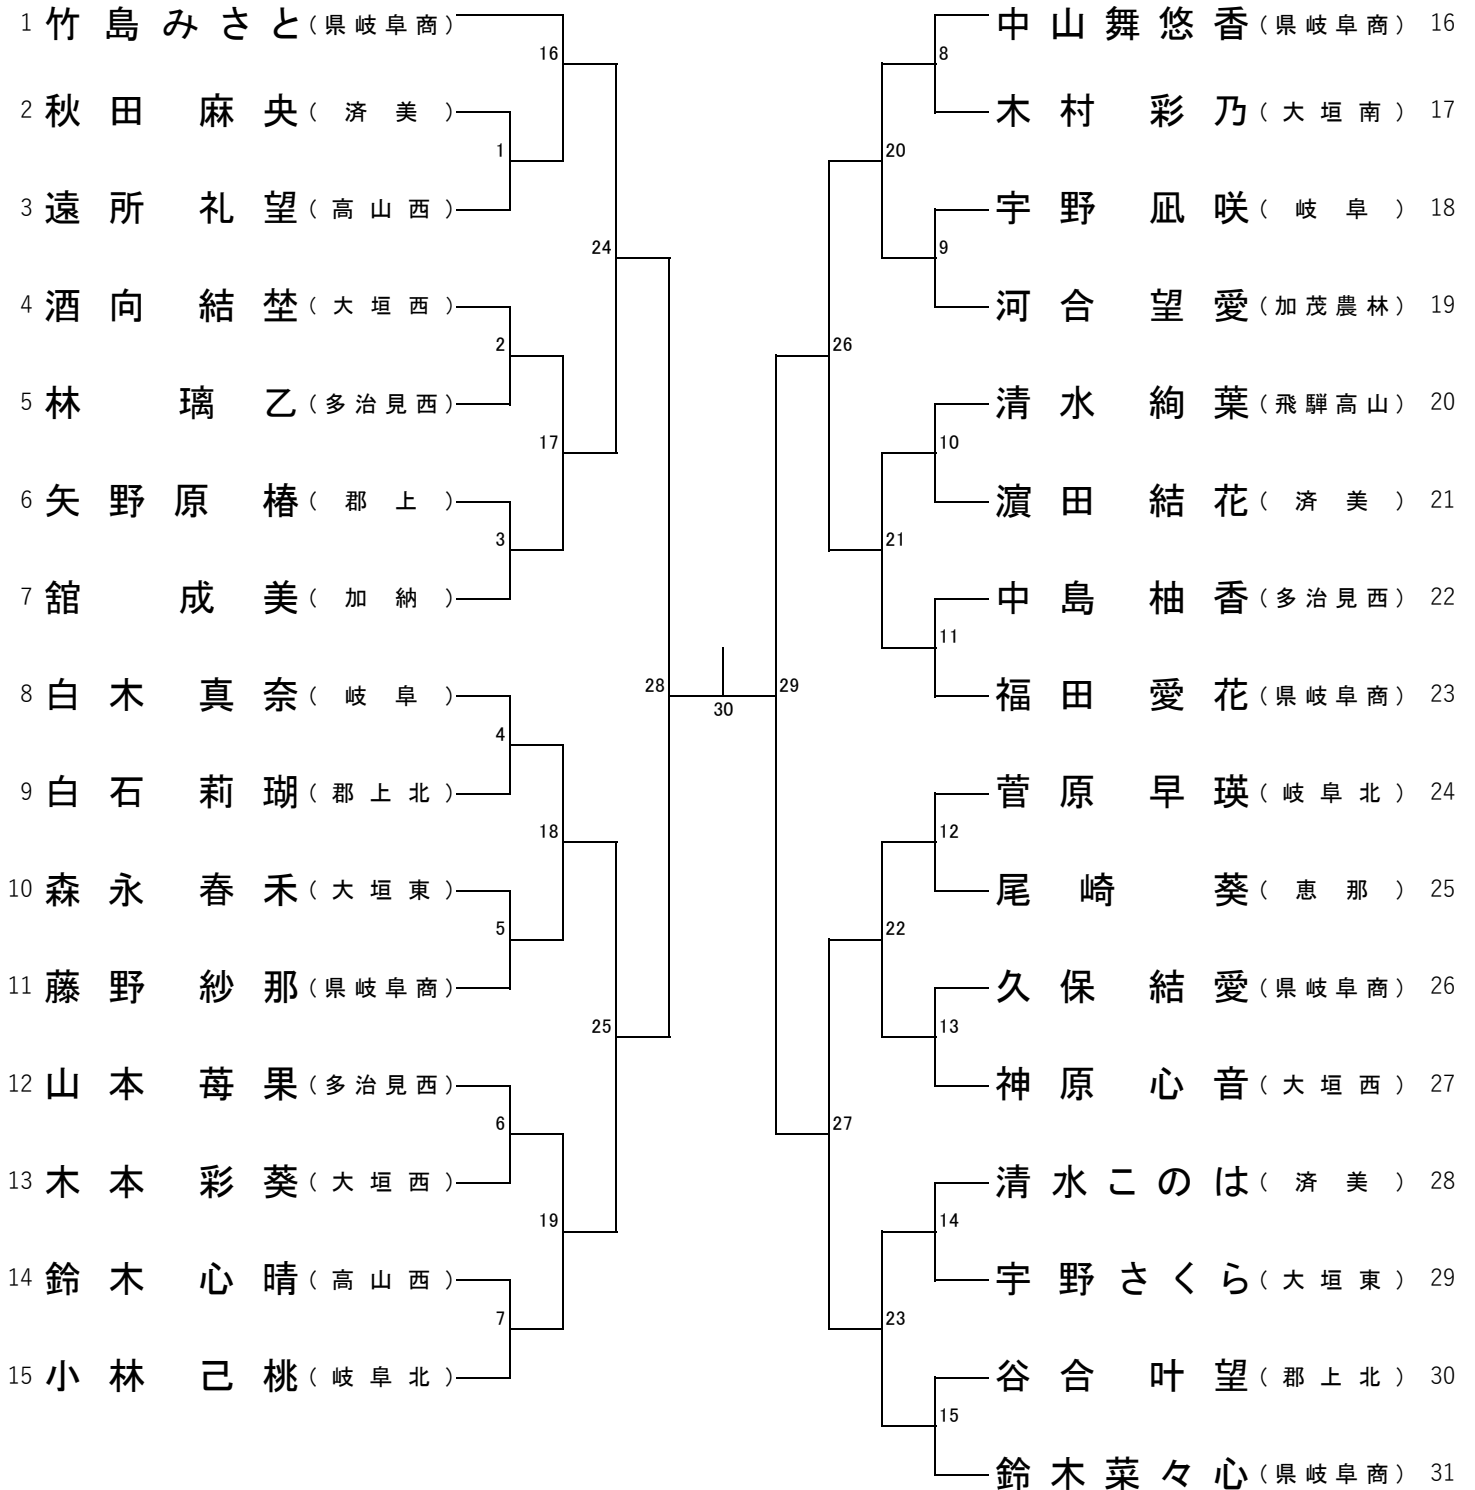 1 竹島みさと(県岐阜商)
2 秋田麻央(済美)
3 遠所礼望(高山西)
4 酒向結埜(大垣西)
5 林璃乙(多治見西)
6 矢野原椿(郡上)
7 舘成美(加納)
8 白木真奈(岐阜)
9 白石莉瑚(郡上北)
10 森永春禾(大垣東)
11 藤野紗那(県岐阜商)
12 山本苺果(多治見西)
13 木本彩葵(大垣西)
14 鈴木心晴(高山西)
15 小林己桃(岐阜北)
1
2
3
4
5
6
7
16
17
18
19
24
25
28
30
29
26
27
20
21
22
23
8
9
10
11
12
13
14
15
中山舞悠香(県岐阜商) 16
木村彩乃(大垣南) 17
宇野凪咲(岐阜) 18
河合望愛(加茂農林) 19
清水絢葉(飛騨高山) 20
濵田結花(済美) 21
中島柚香(多治見西) 22
福田愛花(県岐阜商) 23
菅原早瑛(岐阜北) 24
尾崎葵(恵那) 25
久保結愛(県岐阜商) 26
神原心音(大垣西) 27
清水このは(済美) 28
宇野さくら(大垣東) 29
谷合叶望(郡上北) 30
鈴木菜々心(県岐阜商) 31